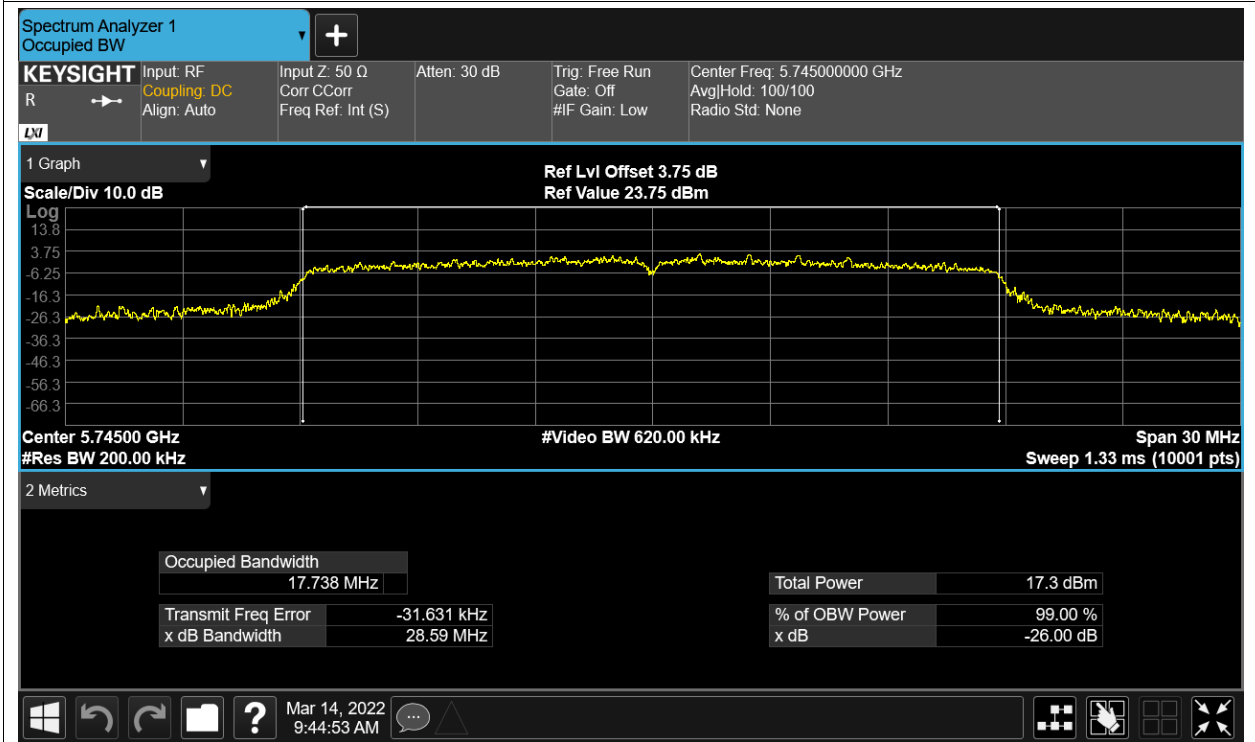 Spectrum Analyzer 1
Occupied BW
KEYSIGHT
R
LXI
Input: RF
Coupling: DC
Align: Auto
Input Z: 50 Ω
Corr CCorr
Freq Ref: Int (S)
Atten: 30 dB
Trig: Free Run
Gate: Off
#IF Gain: Low
Center Freq: 5.745000000 GHz
Avg|Hold: 100/100
Radio Std: None
1 Graph
Scale/Div 10.0 dB
Ref Lvl Offset 3.75 dB
Ref Value 23.75 dBm
Log
13.8
3.75
-6.25
-16.3
-26.3
-36.3
-46.3
-56.3
-66.3
Center 5.74500 GHz
#Res BW 200.00 kHz
#Video BW 620.00 kHz
Span 30 MHz
Sweep 1.33 ms (10001 pts)
2 Metrics
Occupied Bandwidth
17.738 MHz
Transmit Freq Error -31.631 kHz
x dB Bandwidth 28.59 MHz
Total Power 17.3 dBm
% of OBW Power 99.00 %
x dB -26.00 dB
?
Mar 14, 2022
9:44:53 AM